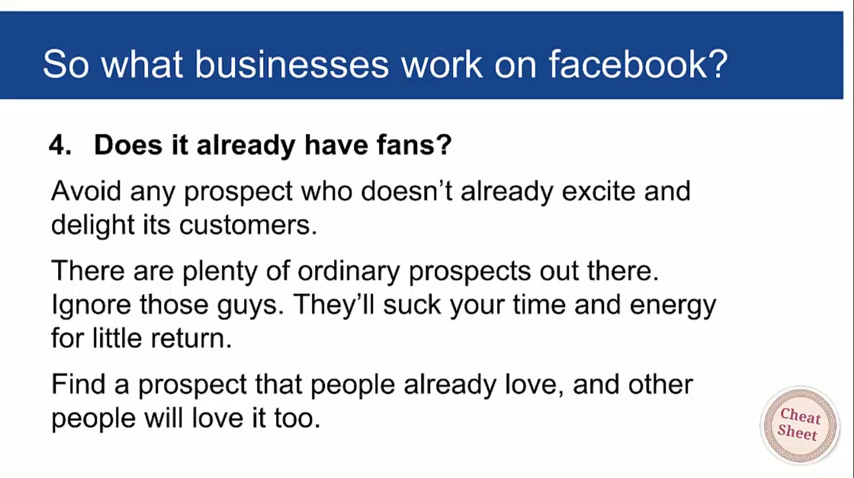 So what businesses work on facebook?
4. Does it already have fans?
Avoid any prospect who doesn’t already excite and
delight its customers.
There are plenty of ordinary prospects out there.
Ignore those guys. They’ll suck your time and energy
for little return.
Find a prospect that people already love, and other
people will love it too.
Cheat
Sheet